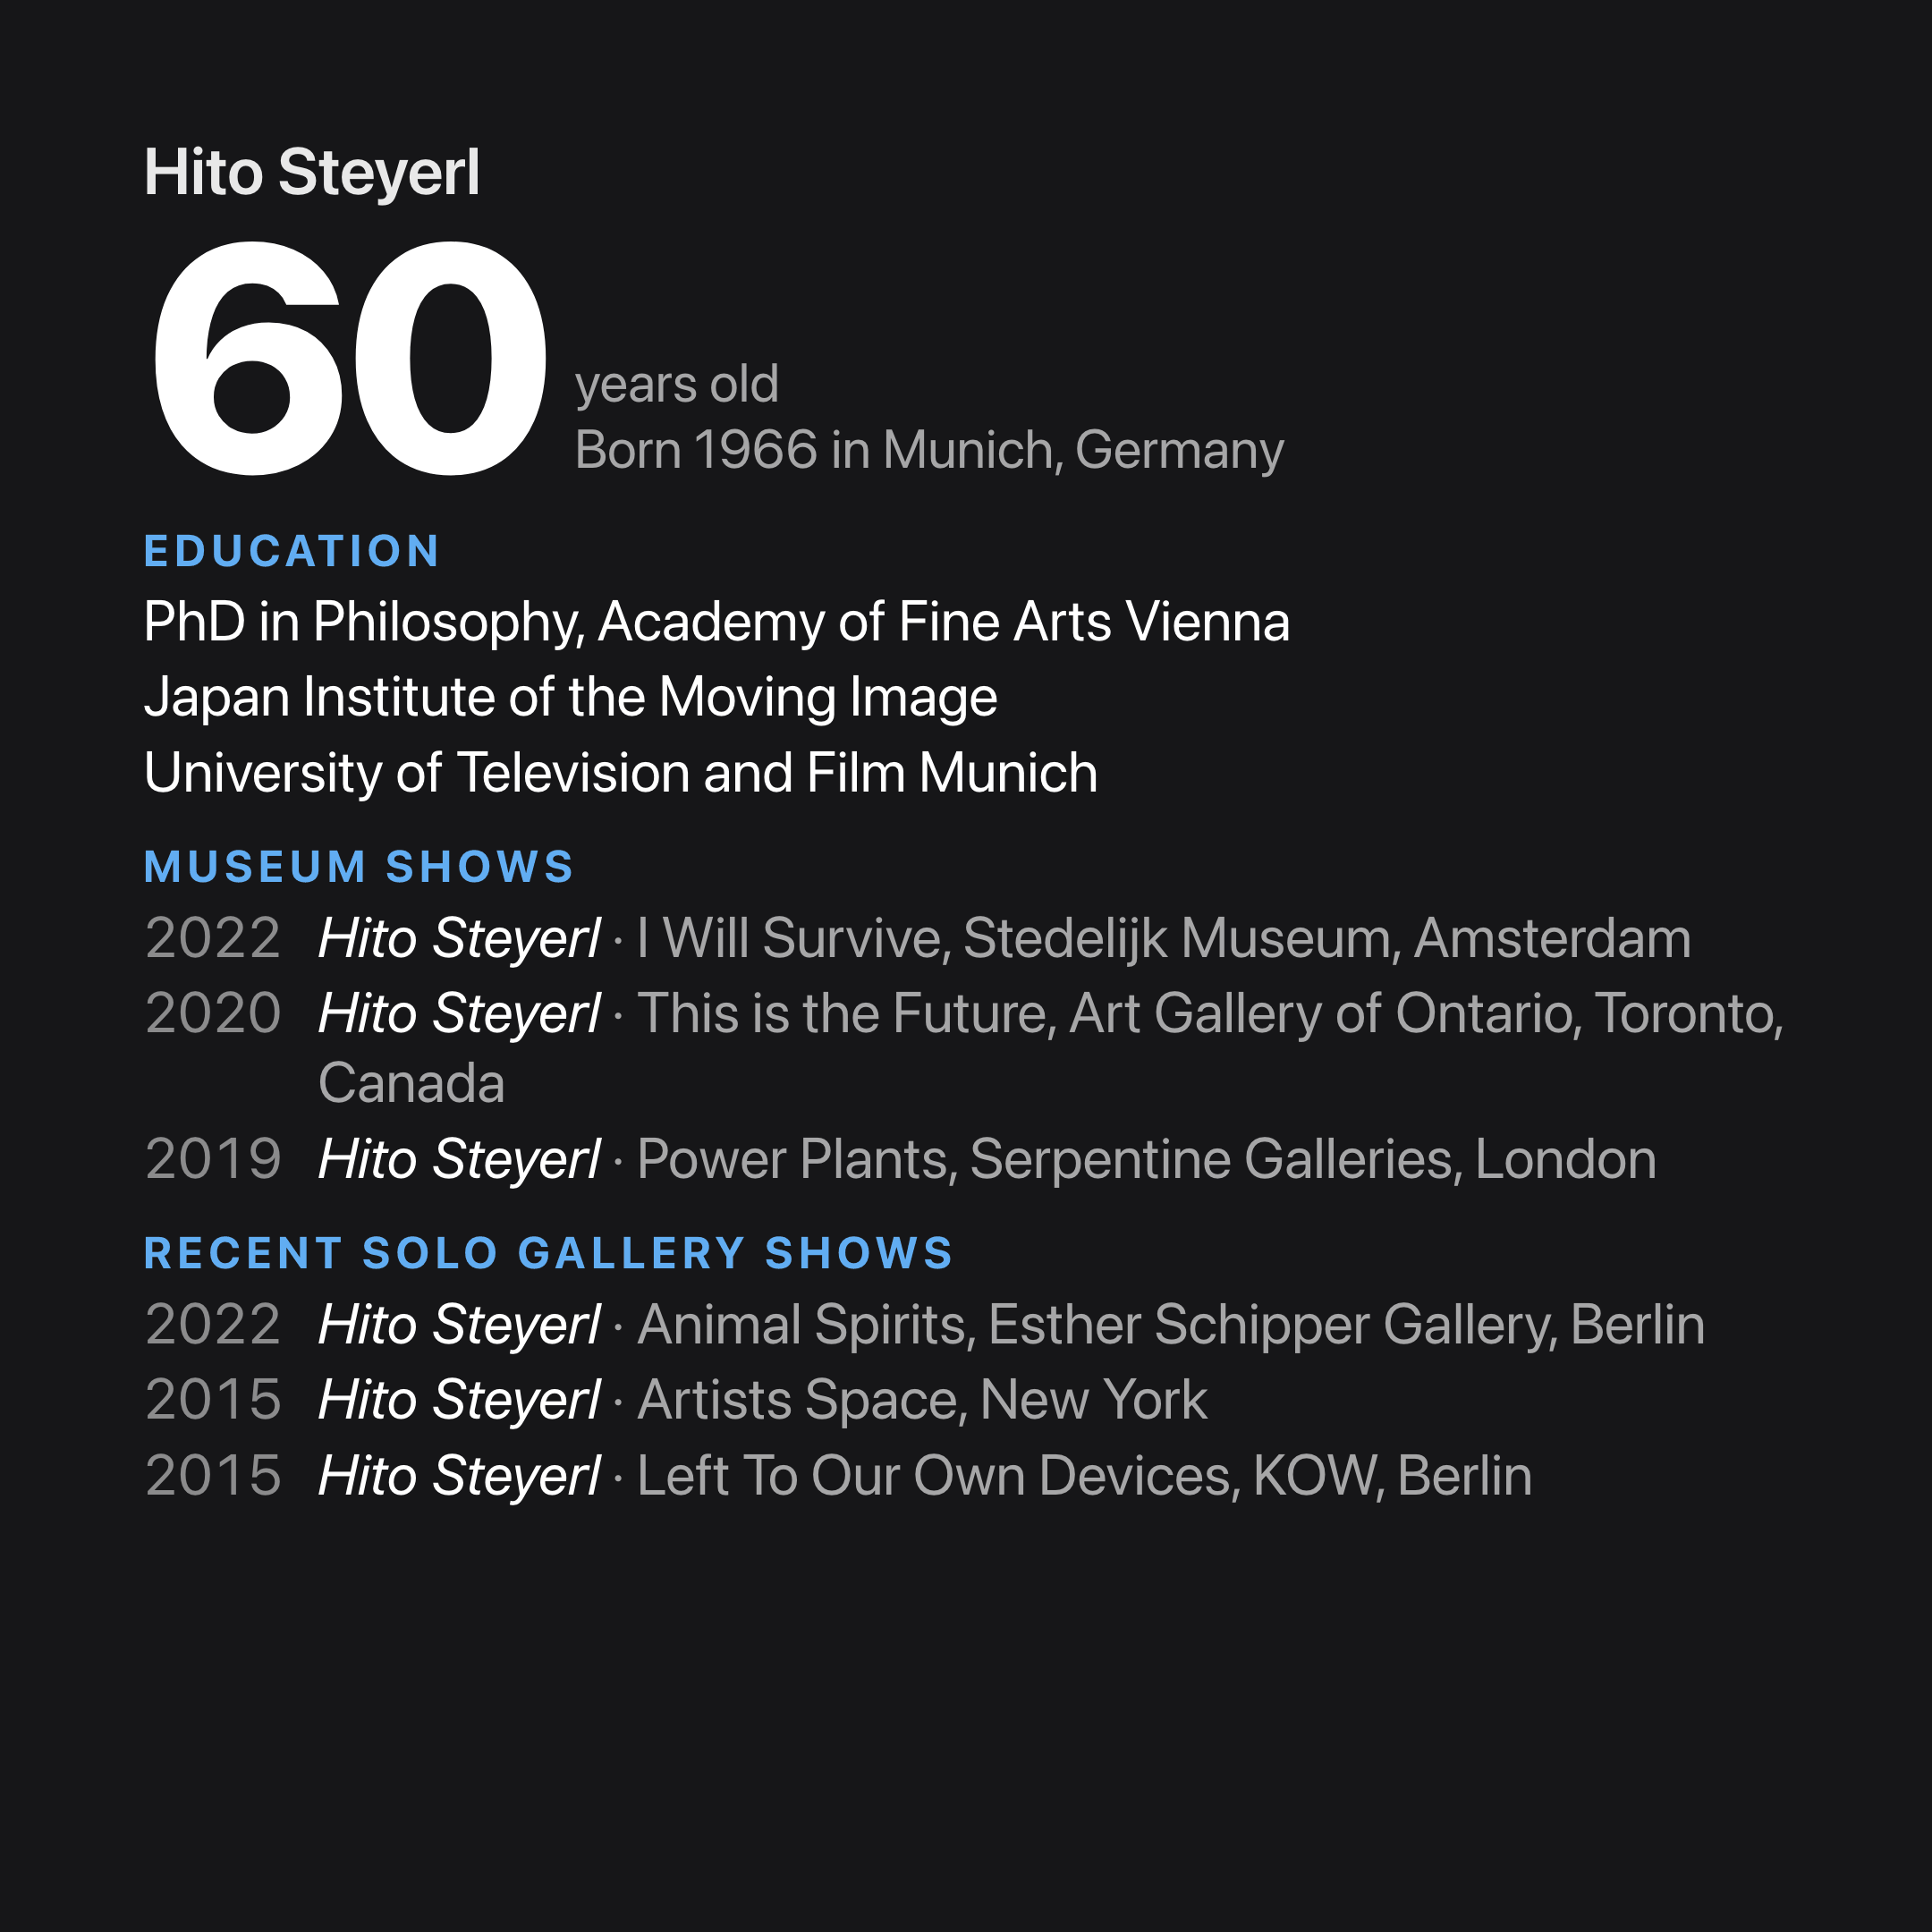 Hito Steyerl
60
years old
Born 1966 in Munich, Germany
EDUCATION
PhD in Philosophy, Academy of Fine Arts Vienna
Japan Institute of the Moving Image
University of Television and Film Munich
MUSEUM SHOWS
2022 Hito Steyerl · I Will Survive, Stedelijk Museum, Amsterdam
2020 Hito Steyerl · This is the Future, Art Gallery of Ontario, Toronto,
Canada
2019 Hito Steyerl · Power Plants, Serpentine Galleries, London
RECENT SOLO GALLERY SHOWS
2022 Hito Steyerl · Animal Spirits, Esther Schipper Gallery, Berlin
2015 Hito Steyerl · Artists Space, New York
2015 Hito Steyerl · Left To Our Own Devices, KOW, Berlin